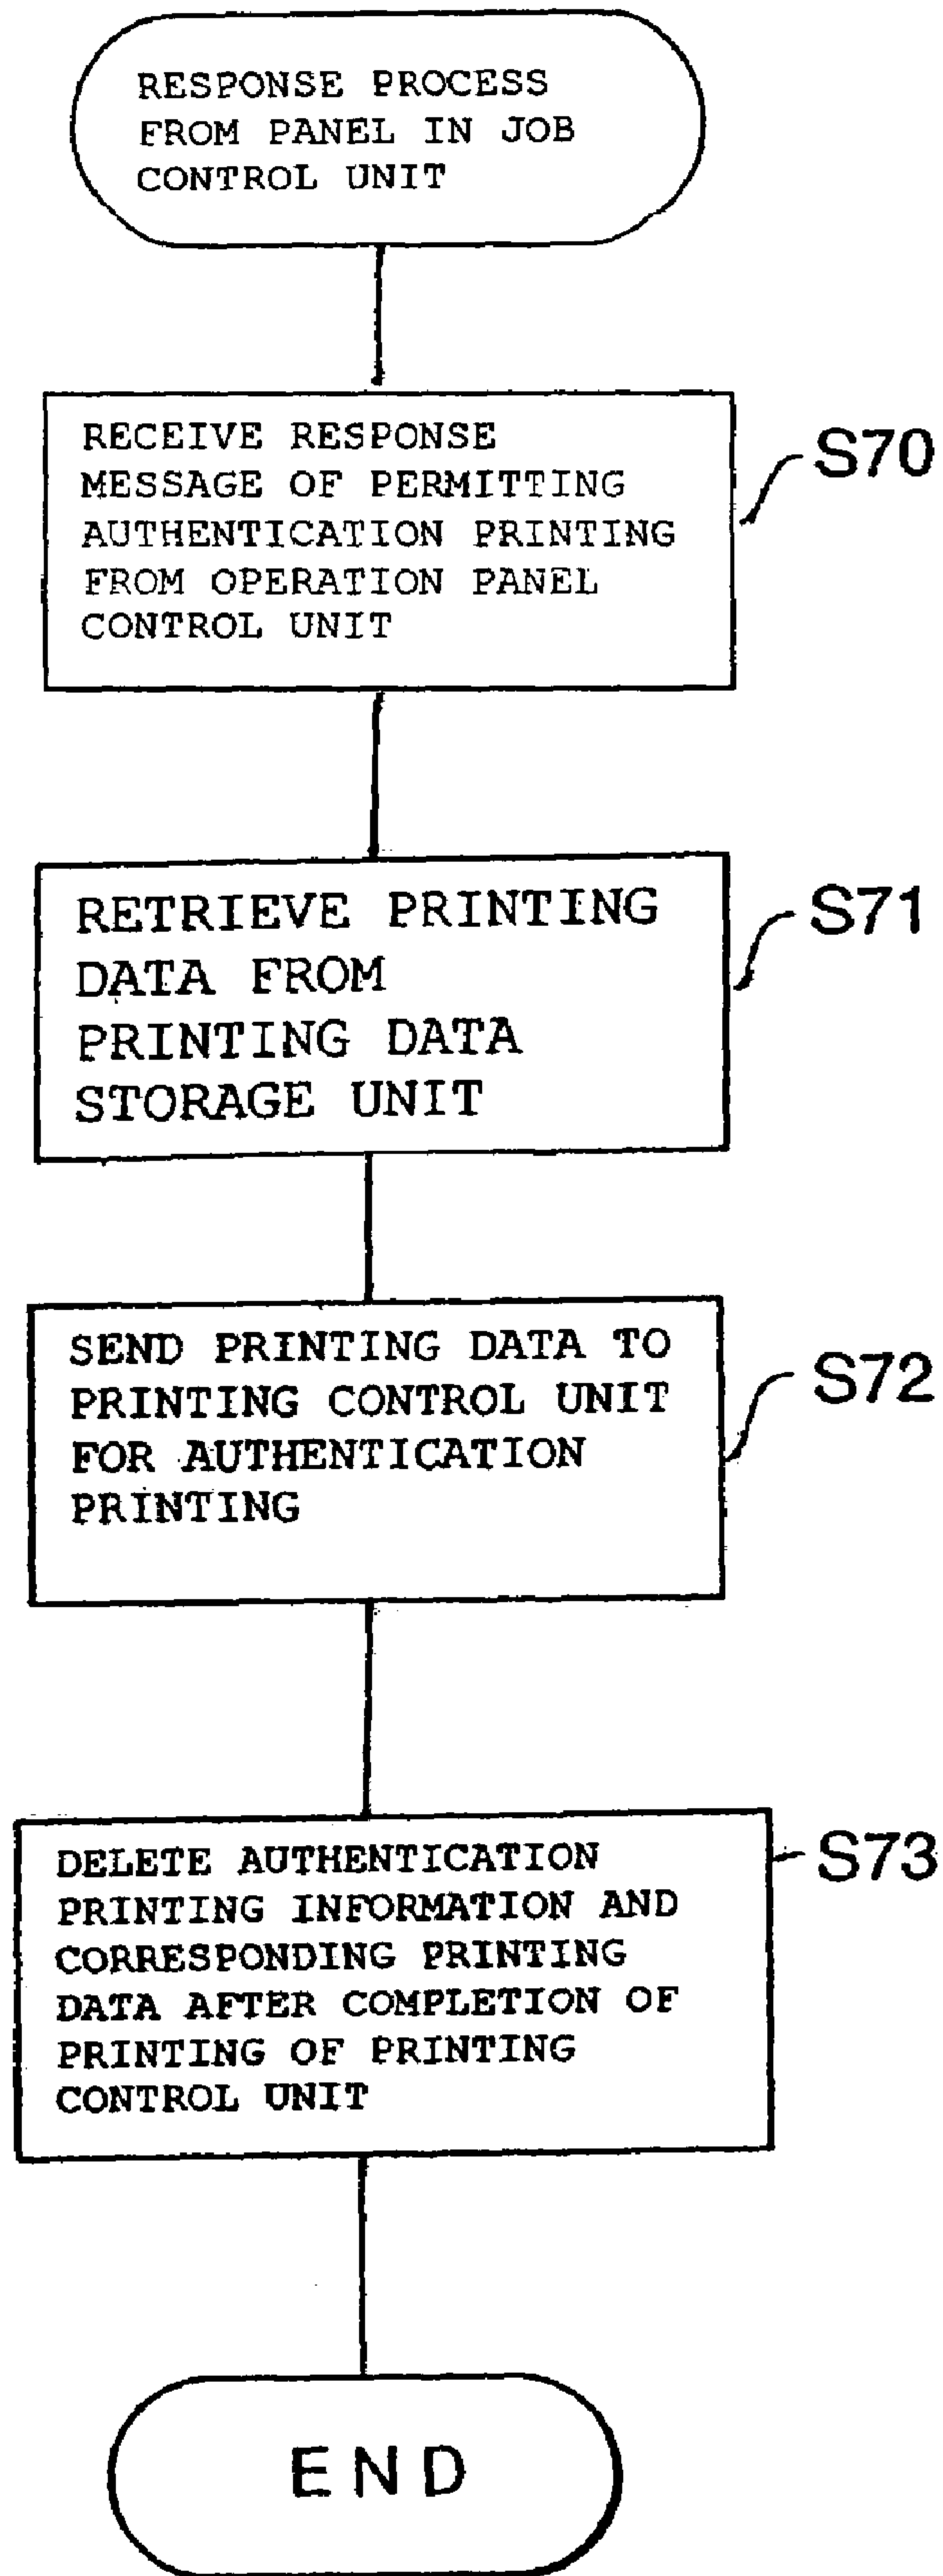 RESPONSE PROCESS
FROM PANEL IN JOB
CONTROL UNIT
RECEIVE RESPONSE
MESSAGE OF PERMITTING
AUTHENTICATION PRINTING
FROM OPERATION PANEL
CONTROL UNIT
S70
RETRIEVE PRINTING
DATA FROM
PRINTING DATA
STORAGE UNIT
S71
SEND PRINTING DATA TO
PRINTING CONTROL UNIT
FOR AUTHENTICATION
PRINTING
S72
DELETE AUTHENTICATION
PRINTING INFORMATION AND
CORRESPONDING PRINTING
DATA AFTER COMPLETION OF
PRINTING OF PRINTING
CONTROL UNIT
S73
END